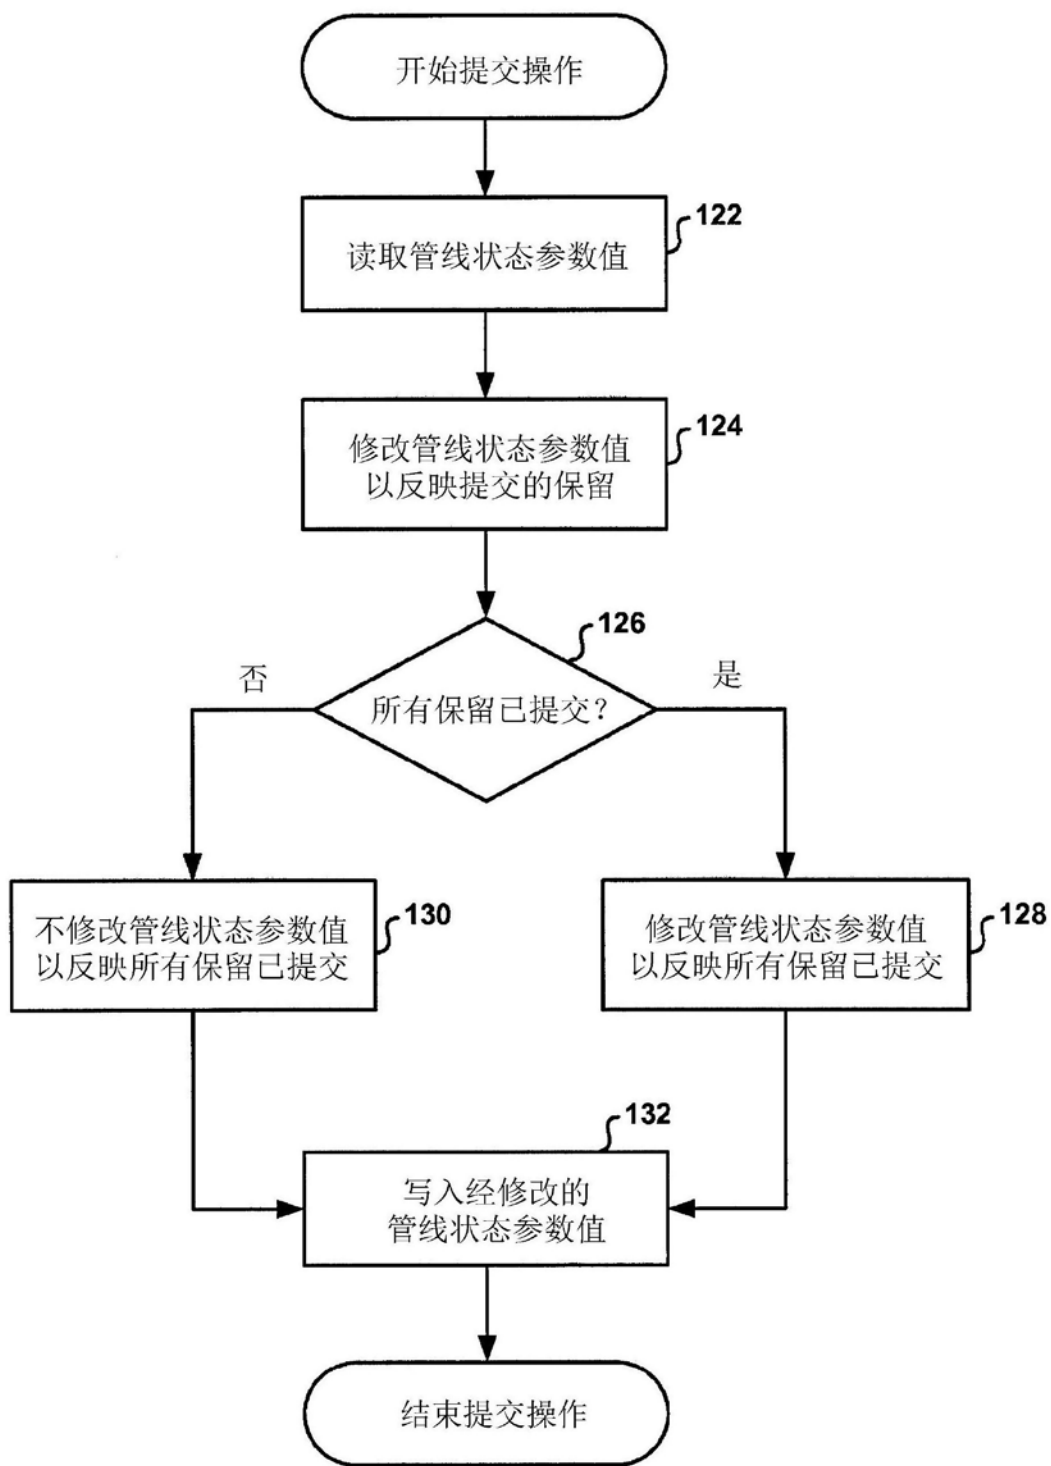 开始提交操作
122
读取管线状态参数值
124
修改管线状态参数值
以反映提交的保留
126
否
是
所有保留已提交？
130
128
不修改管线状态参数值
以反映所有保留已提交
修改管线状态参数值
以反映所有保留已提交
132
写入经修改的
管线状态参数值
结束提交操作